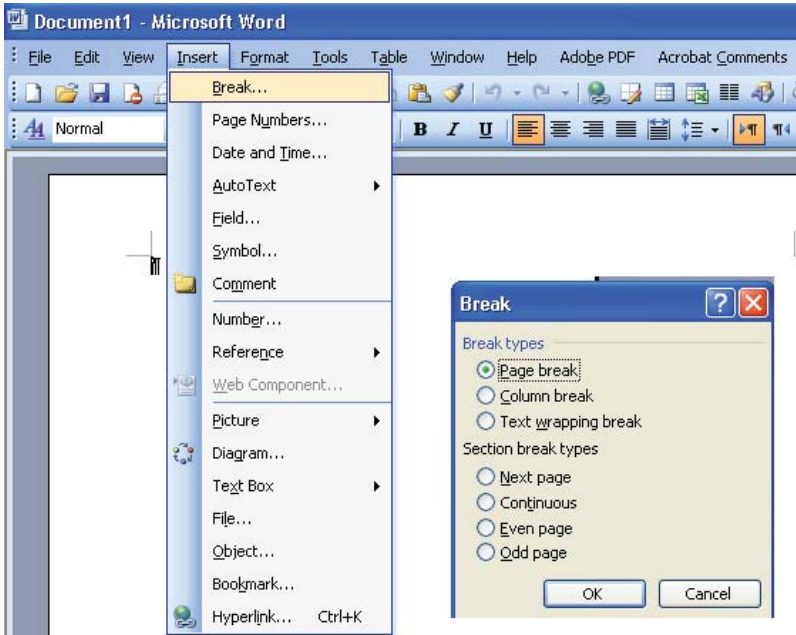 Document1 - Microsoft Word
File Edit View Insert Format Tools Table Window Help Adobe PDF Acrobat Comments
Normal B I U
Break...
Page Numbers...
Date and Time...
AutoText
Field...
Symbol...
Comment
Number...
Reference
Web Component...
Picture
Diagram...
Text Box
File...
Object...
Bookmark...
Hyperlink... Ctrl+K
Break
Break types
Page break
Column break
Text wrapping break
Section break types
Next page
Continuous
Even page
Odd page
OK Cancel